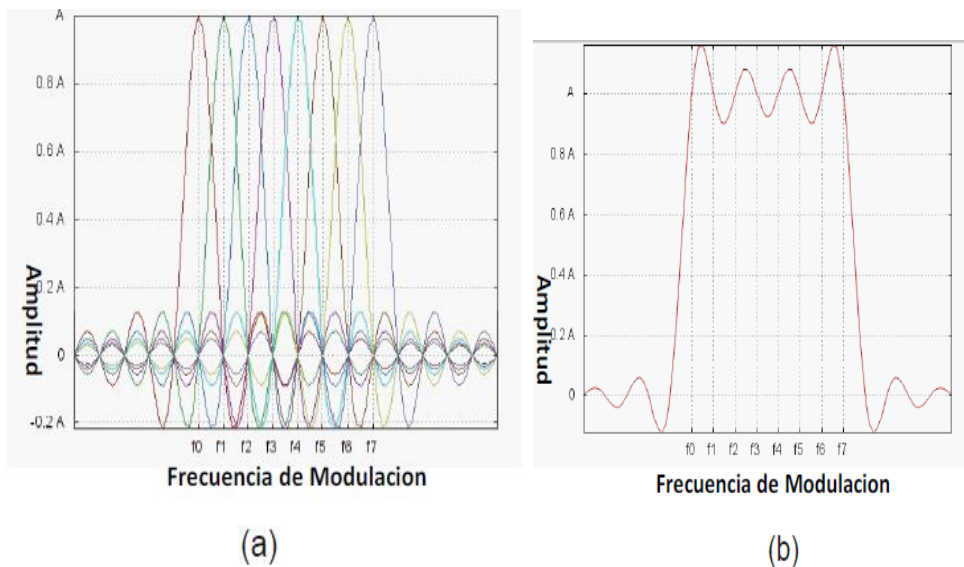 A
0.8 A
0.6 A
0.4 A
0.2 A
0
-0.2 A
Amplitud
f0 f1 f2 f3 f4 f5 f6 f7
Frecuencia de Modulacion
(a)
A
0.8 A
0.6 A
0.4 A
0.2 A
0
Amplitud
f0 f1 f2 f3 f4 f5 f6 f7
Frecuencia de Modulacion
(b)